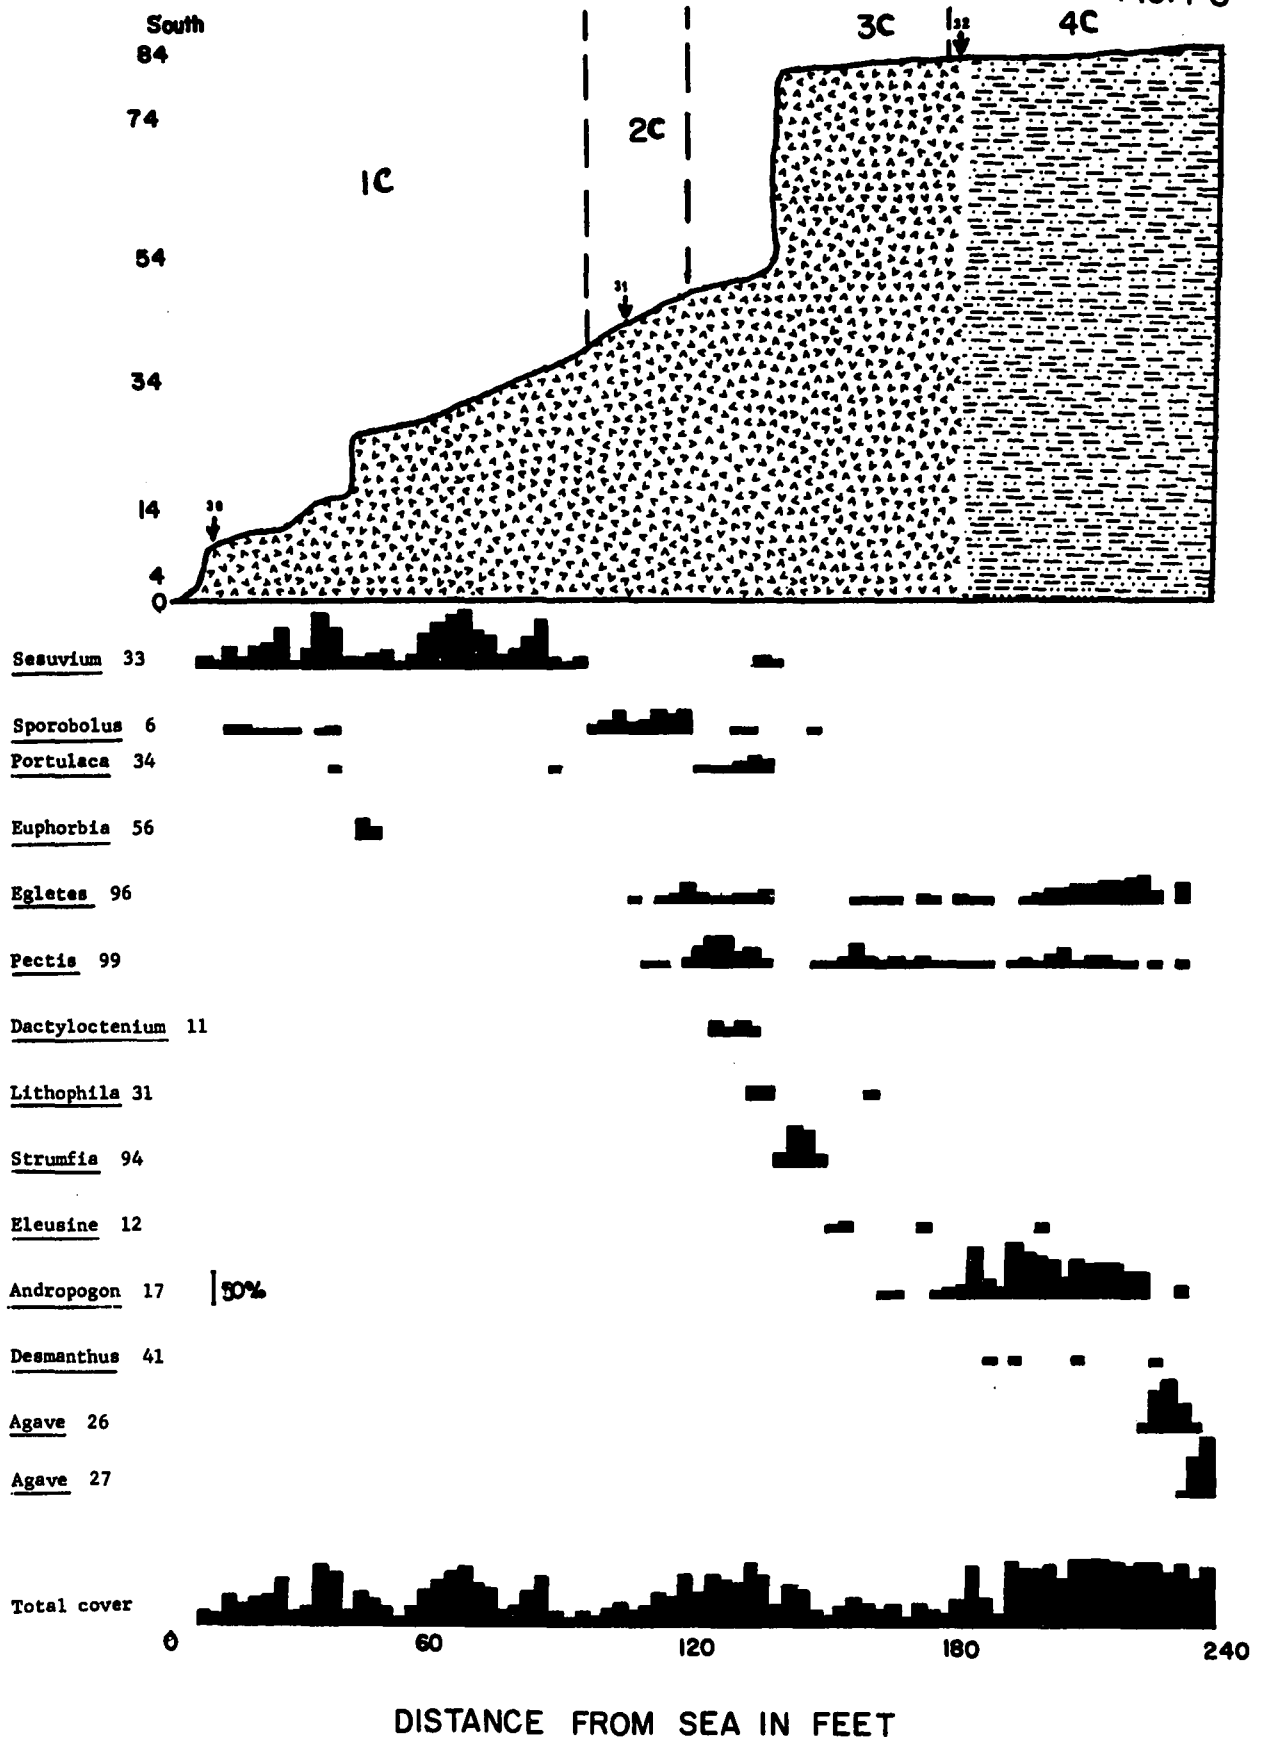 South
3C
32
4C
84
74
2C
1C
54
31
34
30
14
4
0
Sesuvium 33
Sporobolus 6
Portulaca 34
Euphorbia 56
Egletes 96
Pectis 99
Dactyloctenium 11
Lithophila 31
Strumfia 94
Eleusine 12
Andropogon 17 50%
Desmanthus 41
Agave 26
Agave 27
Total cover
0 60 120 180 240
DISTANCE FROM SEA IN FEET